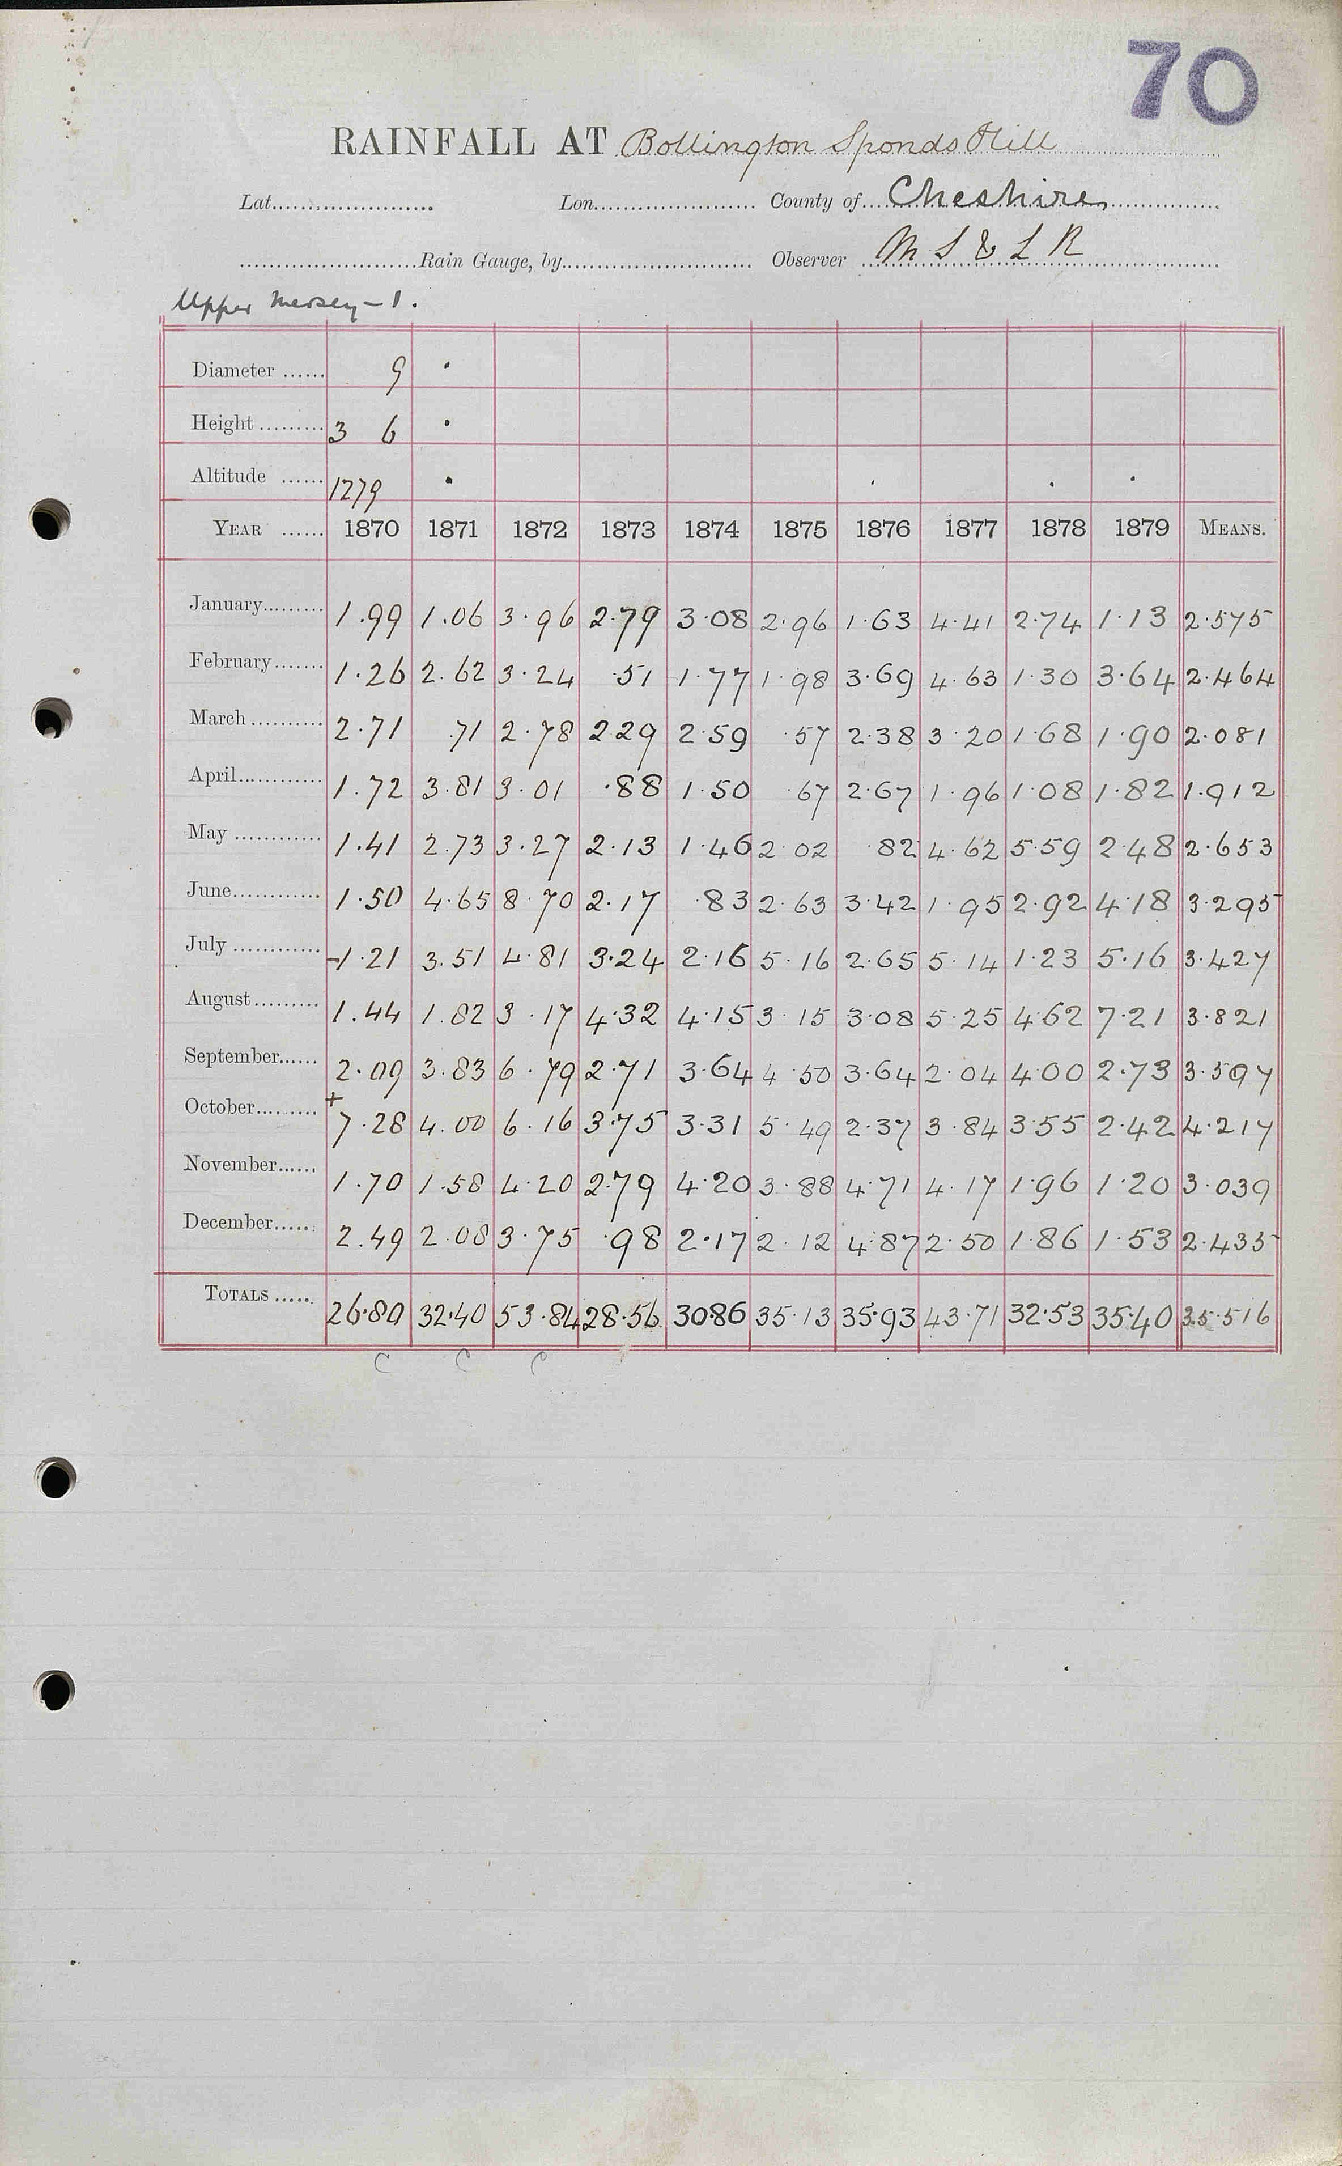 70
RAINFALL AT Bollington Sponds Hill
Lat. Lon. County of Cheshire
Rain Gauge, by Observer M S & L R
Upper Mersey - 1.
Diameter 9 .
Height 3 6 .
Altitude 1279 .
YEAR 1870 1871 1872 1873 1874 1875 1876 1877 1878 1879 MEANS.
January 1.99 1.06 3.96 2.79 3.08 2.96 1.63 4.41 2.74 1.13 2.575
February 1.26 2.62 3.24 .51 1.77 1.98 3.69 4.63 1.30 3.64 2.464
March 2.71 .71 2.78 2.29 2.59 .57 2.38 3.20 1.68 1.90 2.081
April 1.72 3.81 3.01 .88 1.50 .67 2.67 1.96 1.08 1.82 1.912
May 1.41 2.73 3.27 2.13 1.46 2.02 .82 4.62 5.59 2.48 2.653
June 1.50 4.65 8.70 2.17 .83 2.63 3.42 1.95 2.92 4.18 3.295
July 1.21 3.51 4.81 3.24 2.16 5.16 2.65 5.14 1.23 5.16 3.427
August 1.44 1.82 3.17 4.32 4.15 3.15 3.08 5.25 4.62 7.21 3.821
September 2.09 3.83 6.79 2.71 3.64 4.50 3.64 2.04 4.00 2.73 3.597
October + 7.28 4.00 6.16 3.75 3.31 5.49 2.37 3.84 3.55 2.42 4.217
November 1.70 1.58 4.20 2.79 4.20 3.88 4.71 4.17 1.96 1.20 3.039
December 2.49 2.08 3.75 .98 2.17 2.12 4.87 2.50 1.86 1.53 2.435
TOTALS 26.80 32.40 53.84 28.56 30.86 35.13 35.93 43.71 32.53 35.40 35.516
C C C